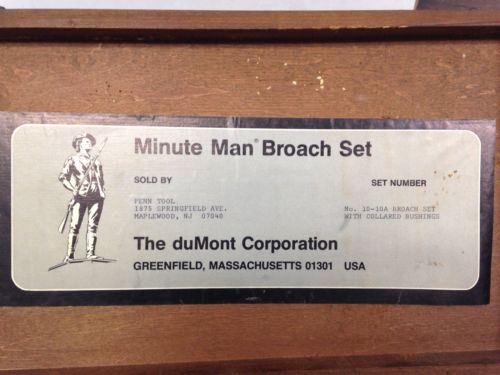 Minute Man® Broach Set
SOLD BY SET NUMBER
PENN TOOL
1875 SPRINGFIELD AVE. No. 10-10A BROACH SET
MAPLEWOOD, NJ 07040 WITH COLLARED BUSHINGS
The duMont Corporation
GREENFIELD, MASSACHUSETTS 01301 USA